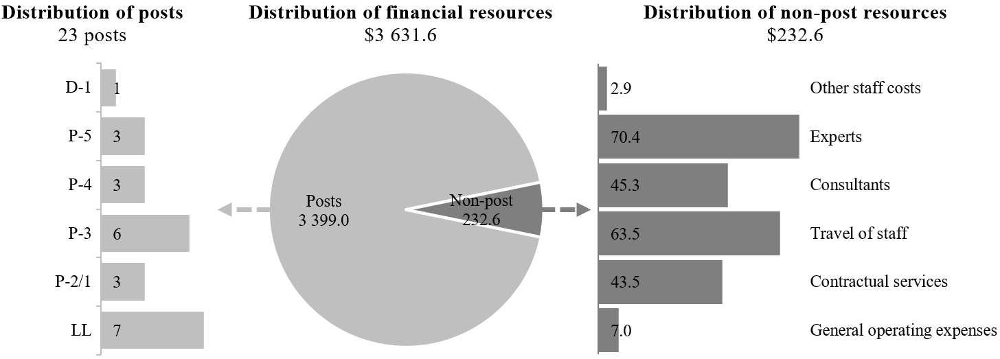 Distribution of posts
23 posts
D-1
1
P-5
3
P-4
3
P-3
6
P-2/1
3
LL
7
Distribution of financial resources
$3 631.6
Posts
3 399.0
Non-post
232.6
Distribution of non-post resources
$232.6
2.9 Other staff costs
70.4 Experts
45.3 Consultants
63.5 Travel of staff
43.5 Contractual services
7.0 General operating expenses